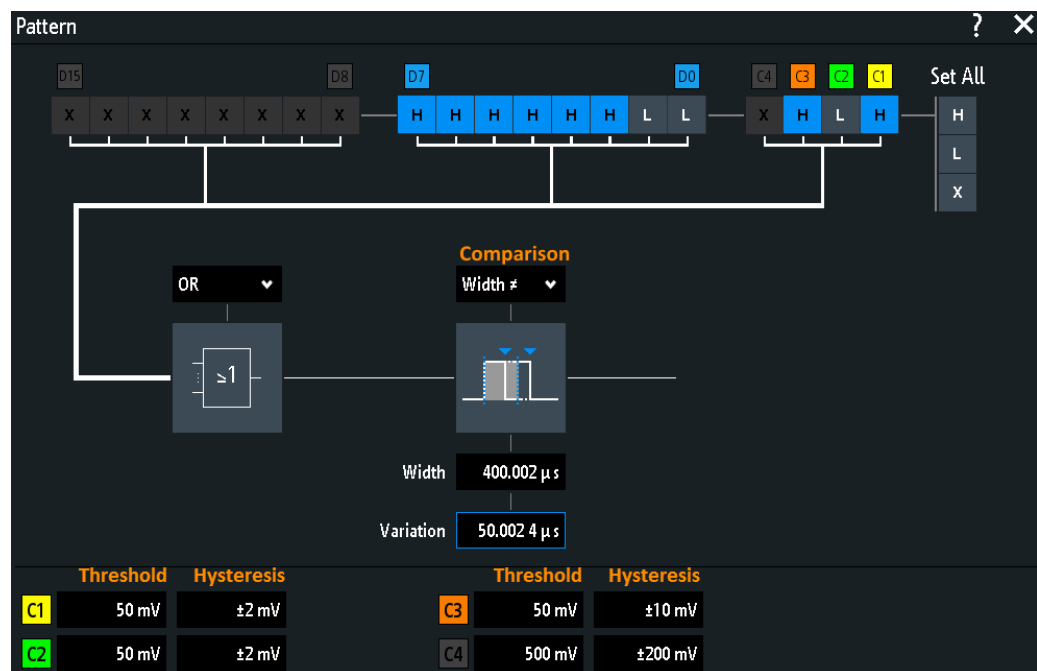 Pattern ? X
D15 D8 D7 D0 C4 C3 C2 C1 Set All
X X X X X X X X H H H H H H L L X H L H H
L
X
Comparison
OR Width ≠
≥1
Width 400.002 µs
Variation 50.002 4 µs
Threshold Hysteresis Threshold Hysteresis
C1 50 mV ±2 mV C3 50 mV ±10 mV
C2 50 mV ±2 mV C4 500 mV ±200 mV